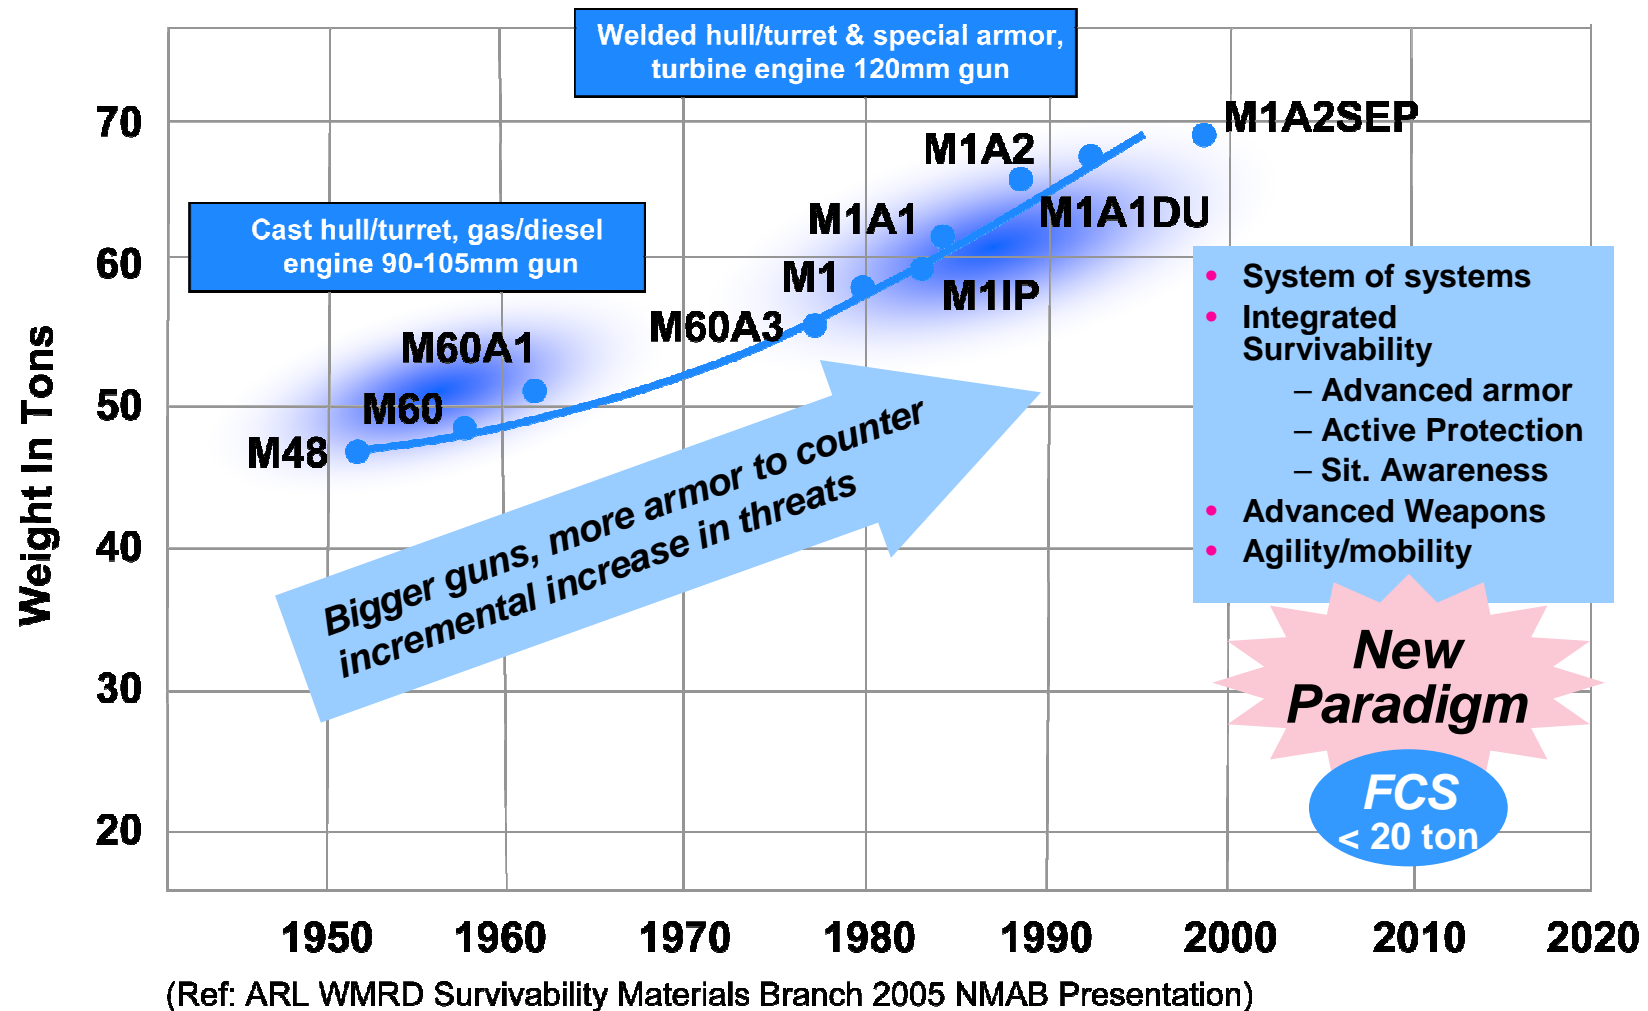 Welded hull/turret & special armor,
turbine engine 120mm gun
Cast hull/turret, gas/diesel
engine 90-105mm gun
Weight In Tons
70
60
50
40
30
20
M48
M60
M60A1
M60A3
M1
M1IP
M1A1
M1A2
M1A1DU
M1A2SEP
Bigger guns, more armor to counter
incremental increase in threats
• System of systems
• Integrated
Survivability
– Advanced armor
– Active Protection
– Sit. Awareness
• Advanced Weapons
• Agility/mobility
New
Paradigm
FCS
< 20 ton
1950 1960 1970 1980 1990 2000 2010 2020
(Ref: ARL WMRD Survivability Materials Branch 2005 NMAB Presentation)